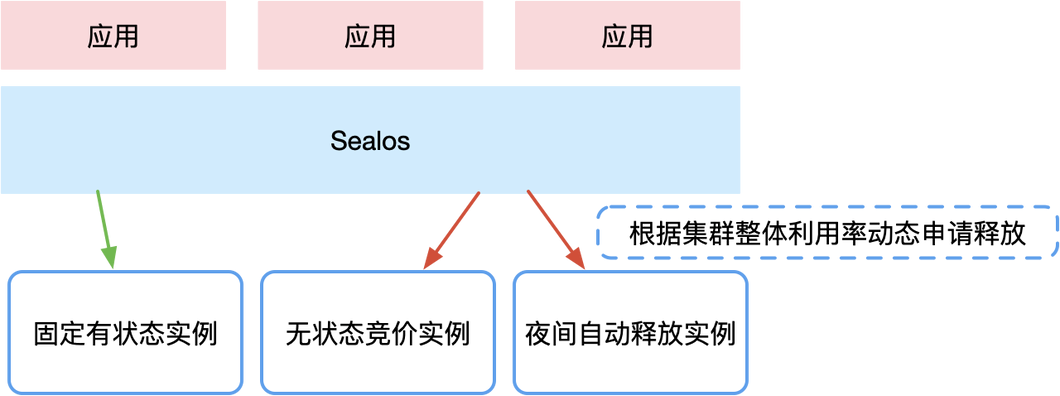 应用
应用
应用
Sealos
根据集群整体利用率动态申请释放
固定有状态实例
无状态竞价实例
夜间自动释放实例